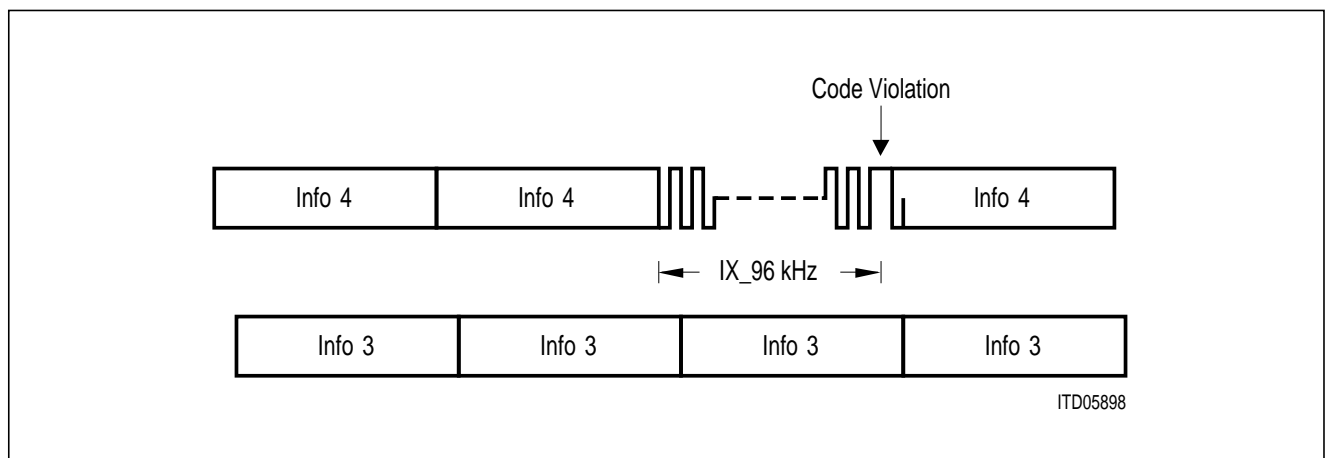 Code Violation
Info 4 Info 4 Info 4
IX_96 kHz
Info 3 Info 3 Info 3 Info 3
ITD05898